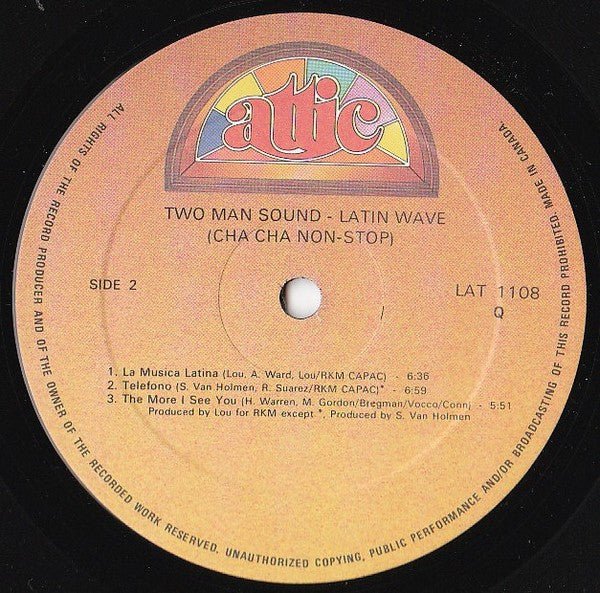 attic
TWO MAN SOUND - LATIN WAVE
(CHA CHA NON-STOP)
SIDE 2
LAT 1108
Q
1. La Musica Latina (Lou, A. Ward, Lou/RKM CAPAC) - 6:36
2. Telefono (S. Van Holmen, R. Suarez/RKM CAPAC)* - 6:59
3. The More I See You (H. Warren, M. Gordon/Bregman/Vocco/Conn) - 5:51
Produced by Lou for RKM except *, Produced by S. Van Holmen
ALL RIGHTS OF THE RECORD PRODUCER AND OF THE OWNER OF THE RECORDED WORK RESERVED. UNAUTHORIZED COPYING, PUBLIC PERFORMANCE AND/OR BROADCASTING OF THIS RECORD PROHIBITED. MADE IN CANADA.